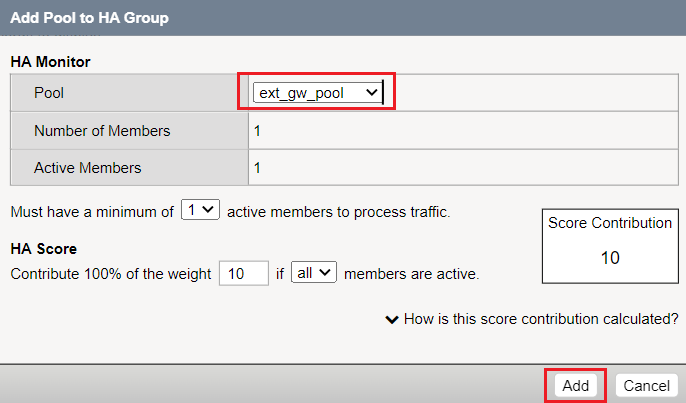 Add Pool to HA Group
HA Monitor
Pool ext_gw_pool
Number of Members 1
Active Members 1
Must have a minimum of 1 active members to process traffic.
Score Contribution
10
HA Score
Contribute 100% of the weight 10 if all members are active.
How is this score contribution calculated?
Add Cancel